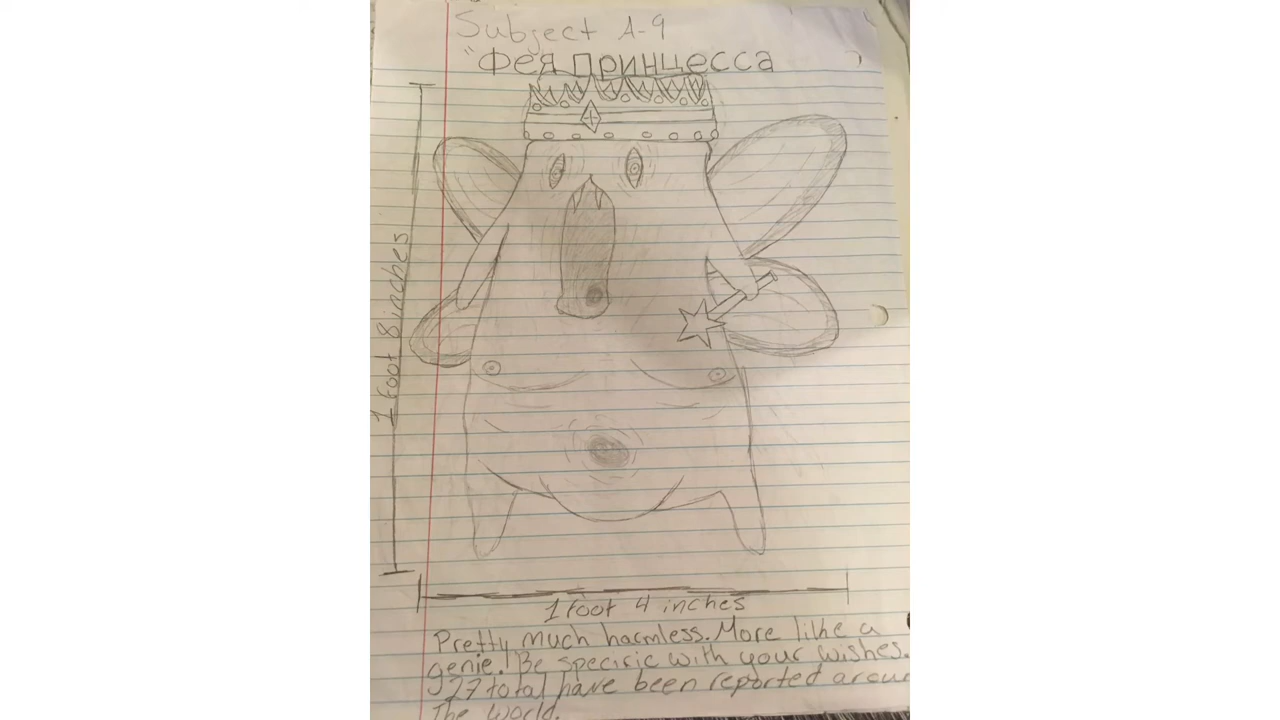 Subject A-9
"Фея принцесса
1 foot 8 inches
1 foot 4 inches
Pretty much harmless. More like a
genie. Be specific with your wishes.
27 total have been reported aroun
the world.